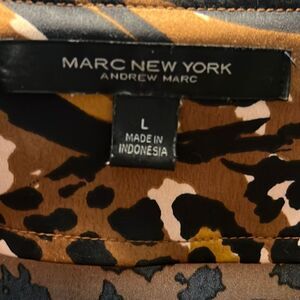 MARC NEW YORK
ANDREW MARC
L
MADE IN
INDONESIA